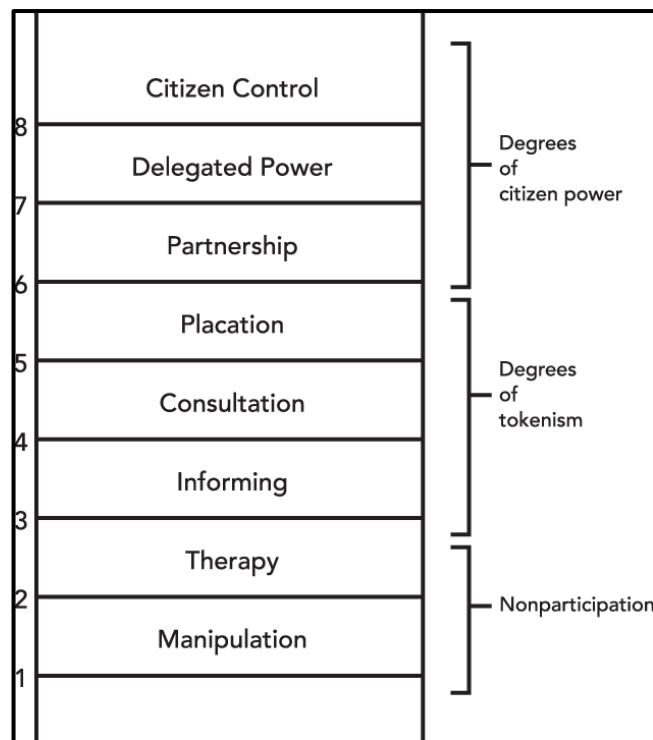 Citizen Control
8
Delegated Power
7
Partnership
6
Placation
5
Consultation
4
Informing
3
Therapy
2
Manipulation
1
Degrees
of
citizen power
Degrees
of
tokenism
Nonparticipation